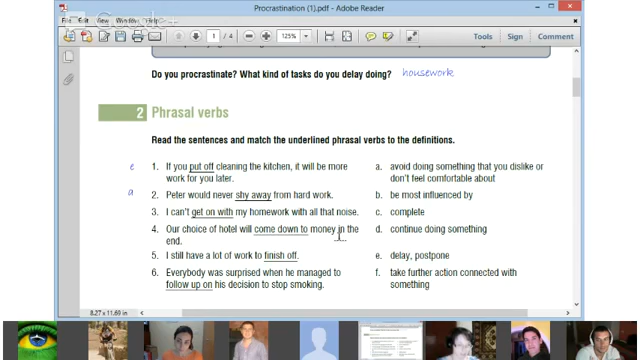 Procrastination (1).pdf - Adobe Reader
File Edit View Window Help
1 / 4 125%
Tools Sign Comment
Do you procrastinate? What kind of tasks do you delay doing? housework
2 Phrasal verbs
Read the sentences and match the underlined phrasal verbs to the definitions.
e 1. If you put off cleaning the kitchen, it will be more
work for you later.
a 2. Peter would never shy away from hard work.
3. I can't get on with my homework with all that noise.
4. Our choice of hotel will come down to money in the
end.
5. I still have a lot of work to finish off.
6. Everybody was surprised when he managed to
follow up on his decision to stop smoking.
a. avoid doing something that you dislike or
don't feel comfortable about
b. be most influenced by
c. complete
d. continue doing something
e. delay, postpone
f. take further action connected with
something
8.27 x 11.69 in